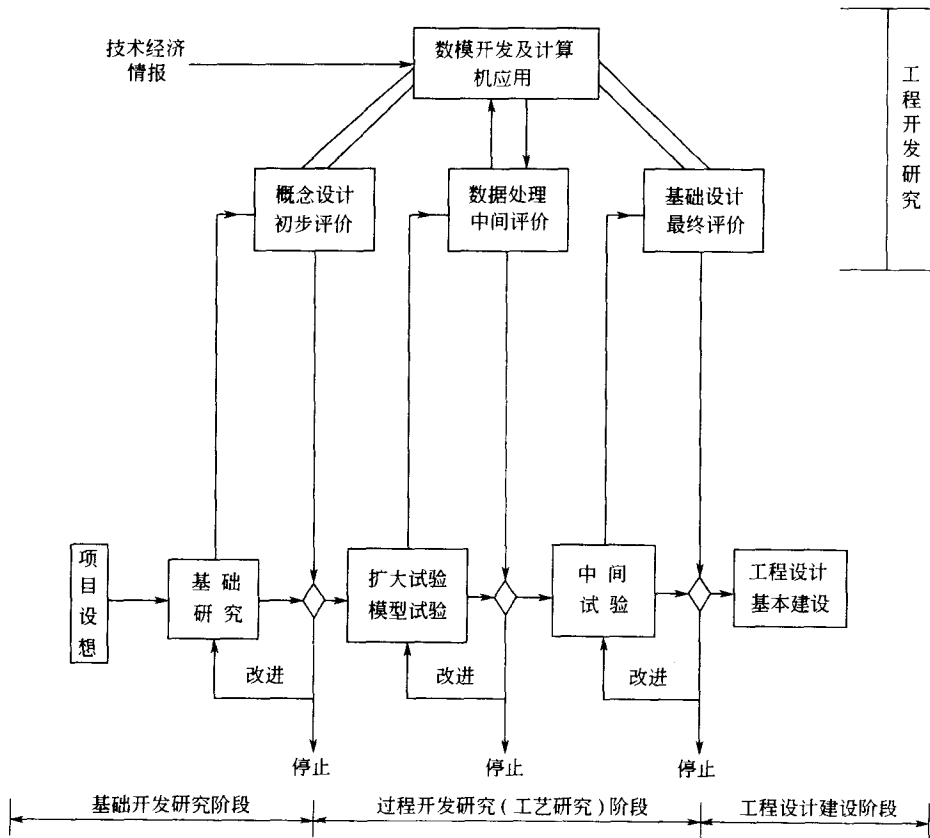 技术经济
情报
数模开发及计算
机应用
工程开发研究
概念设计
初步评价
数据处理
中间评价
基础设计
最终评价
项目设想
基础
研究
扩大试验
模型试验
中间
试验
工程设计
基本建设
改进
改进
改进
停止
停止
停止
基础开发研究阶段
过程开发研究(工艺研究)阶段
工程设计建设阶段